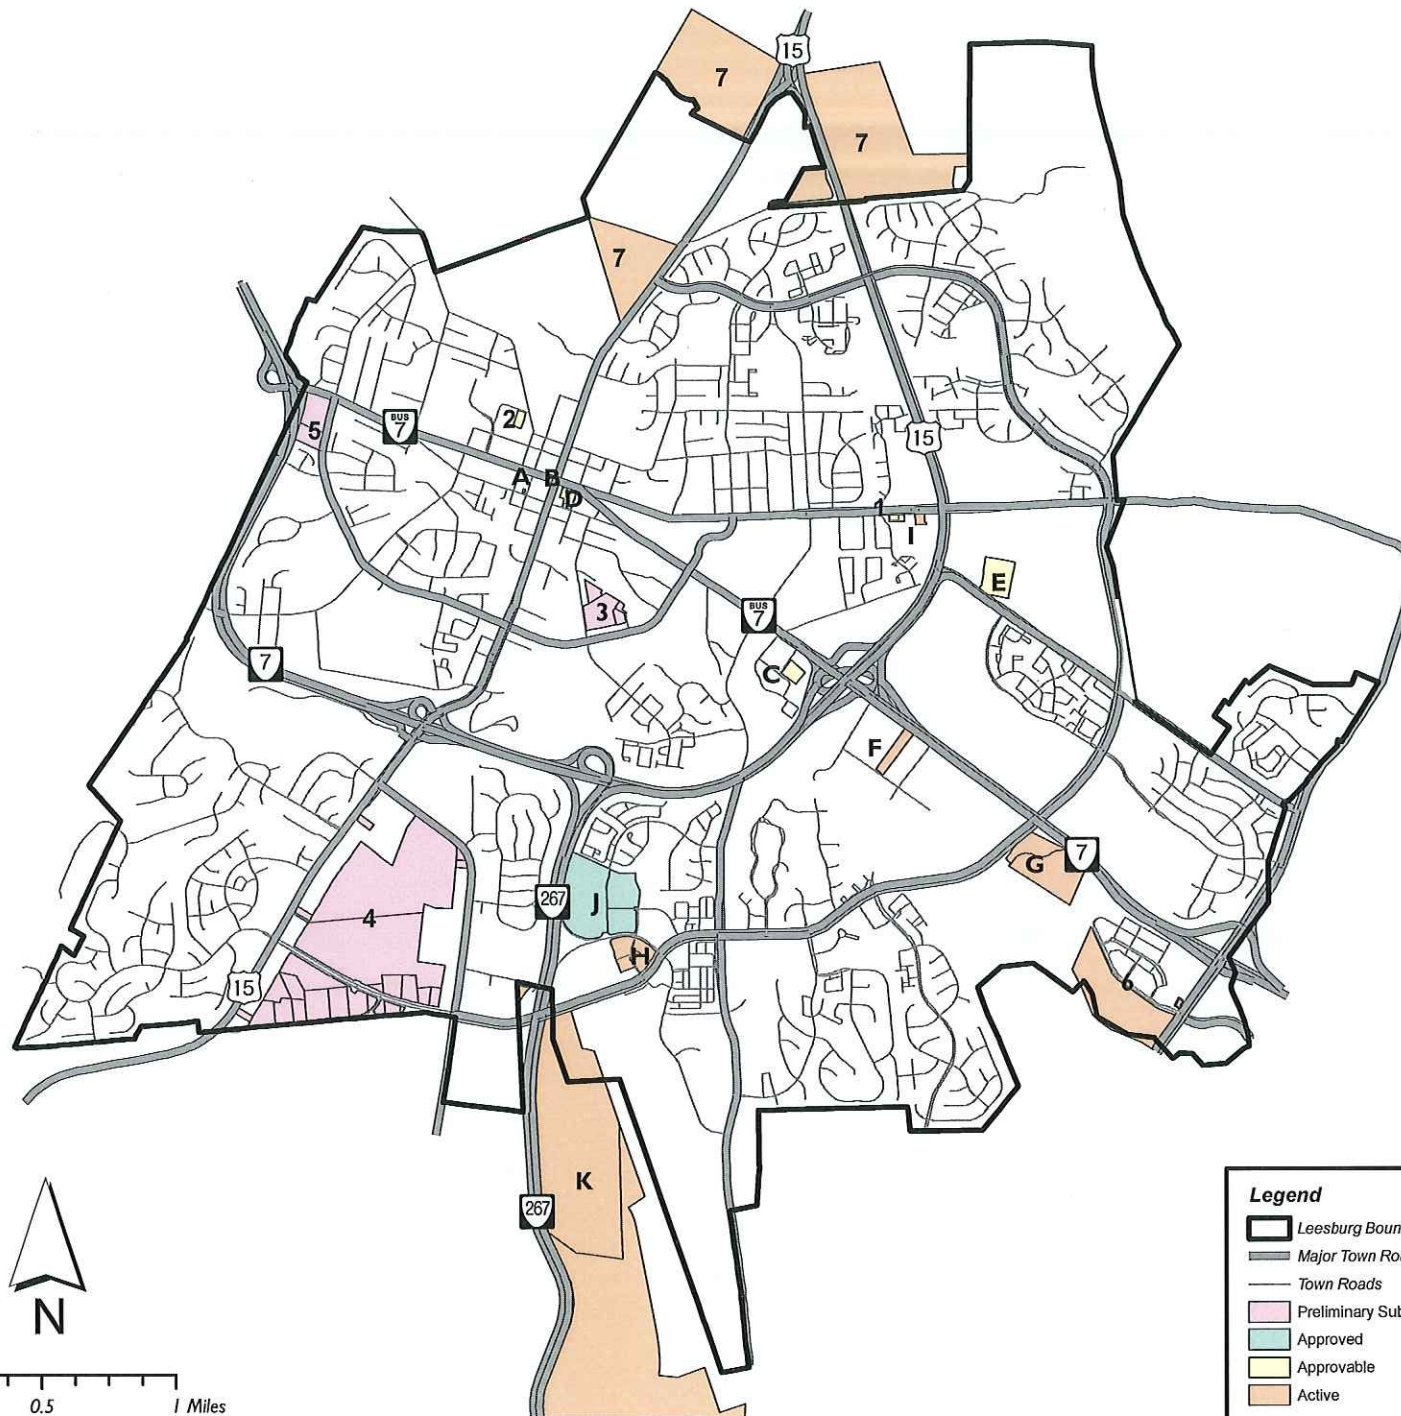 15
7
7
7
2
BUS
7
5
15
A
B
D
1
I
E
3
BUS
7
C
7
F
G
7
J
267
4
H
15
6
K
267
N
0.5
1 Miles
Legend
Leesburg Boun
Major Town Ro
Town Roads
Preliminary Sub
Approved
Approvable
Active